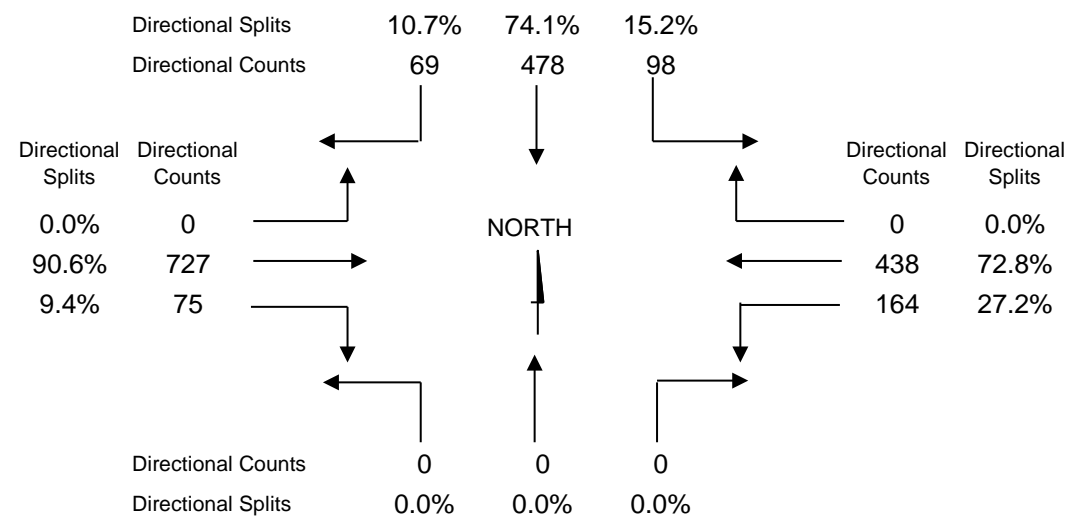 Directional Splits 10.7% 74.1% 15.2%
Directional Counts 69 478 98
Directional Directional Directional Directional
Splits Counts Counts Splits
0.0% 0 NORTH 0 0.0%
90.6% 727 438 72.8%
9.4% 75 164 27.2%
Directional Counts 0 0 0
Directional Splits 0.0% 0.0% 0.0%